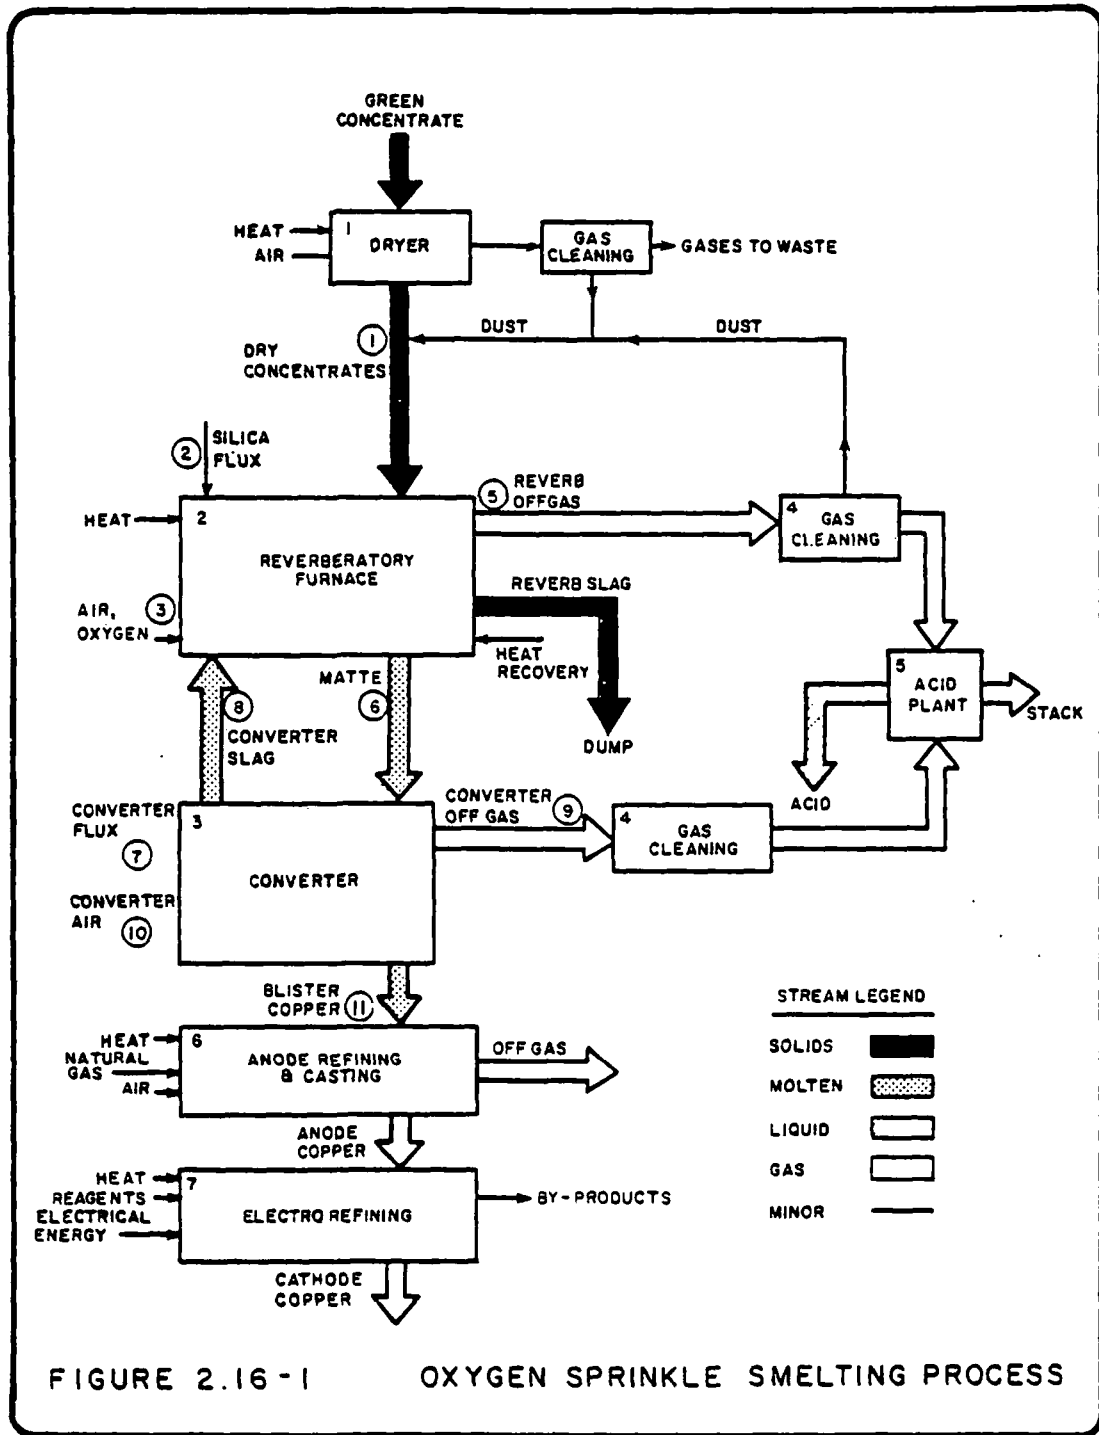 GREEN
CONCENTRATE
HEAT
AIR
1
DRYER
GAS
CLEANING
GASES TO WASTE
DUST
DUST
1
DRY
CONCENTRATES
2
SILICA
FLUX
HEAT
2
REVERBERATORY
FURNACE
AIR,
OXYGEN
3
5
REVERB
OFFGAS
4
GAS
CLEANING
REVERB SLAG
HEAT
RECOVERY
DUMP
MATTE
6
8
CONVERTER
SLAG
5
ACID
PLANT
STACK
ACID
CONVERTER
FLUX
7
CONVERTER
AIR
10
3
CONVERTER
CONVERTER
OFF GAS
9
4
GAS
CLEANING
BLISTER
COPPER
11
HEAT
NATURAL
GAS
AIR
6
ANODE REFINING
& CASTING
OFF GAS
ANODE
COPPER
HEAT
REAGENTS
ELECTRICAL
ENERGY
7
ELECTRO REFINING
BY-PRODUCTS
CATHODE
COPPER
STREAM LEGEND
SOLIDS
MOLTEN
LIQUID
GAS
MINOR
FIGURE 2.16-1 OXYGEN SPRINKLE SMELTING PROCESS